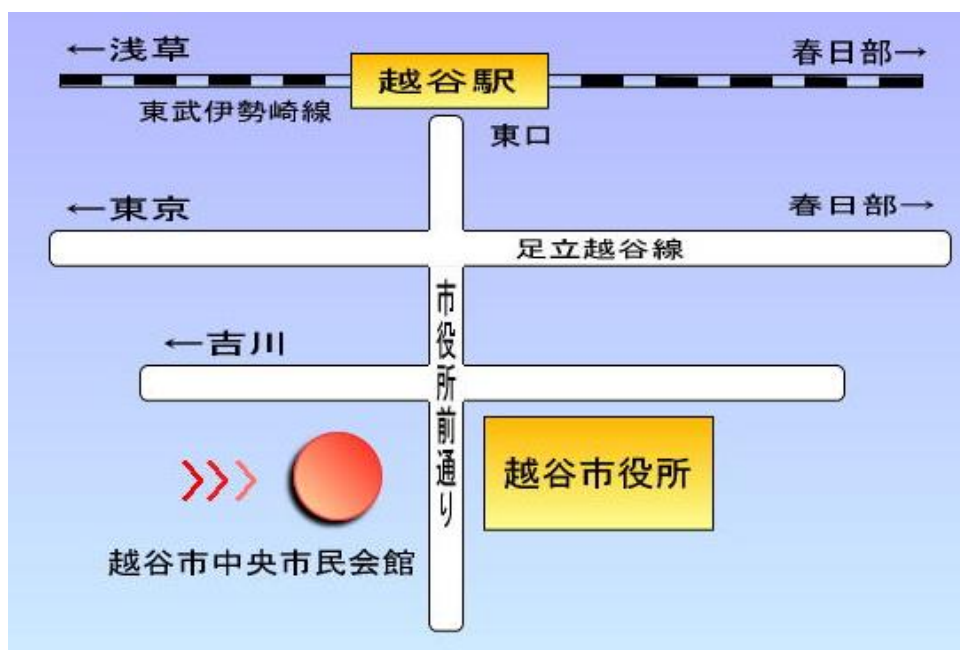 ←浅草
春日部→
越谷駅
東武伊勢崎線
東口
←東京
春日部→
足立越谷線
市役所前通り
←吉川
越谷市役所
越谷市中央市民会館